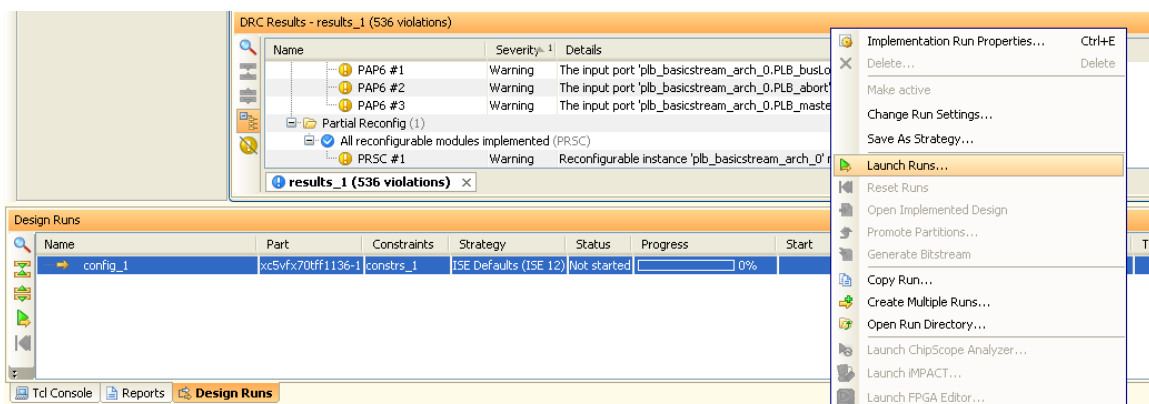 DRC Results - results_1 (536 violations)
Name Severity 1 Details
PAP6 #1 Warning The input port 'plb_basicstream_arch_0.PLB_busLo
PAP6 #2 Warning The input port 'plb_basicstream_arch_0.PLB_abort'
PAP6 #3 Warning The input port 'plb_basicstream_arch_0.PLB_maste
Partial Reconfig (1)
All reconfigurable modules implemented (PRSC)
PRSC #1 Warning Reconfigurable instance 'plb_basicstream_arch_0'
results_1 (536 violations)
Implementation Run Properties... Ctrl+E
Delete... Delete
Make active
Change Run Settings...
Save As Strategy...
Launch Runs...
Reset Runs
Open Implemented Design
Promote Partitions...
Generate Bitstream
Copy Run...
Create Multiple Runs...
Open Run Directory...
Launch ChipScope Analyzer...
Launch iMPACT...
Launch FPGA Editor...
Design Runs
Name Part Constraints Strategy Status Progress Start T
config_1 xc5vfx70tff1136-1 constrs_1 ISE Defaults (ISE 12) Not started 0%
Tcl Console Reports Design Runs